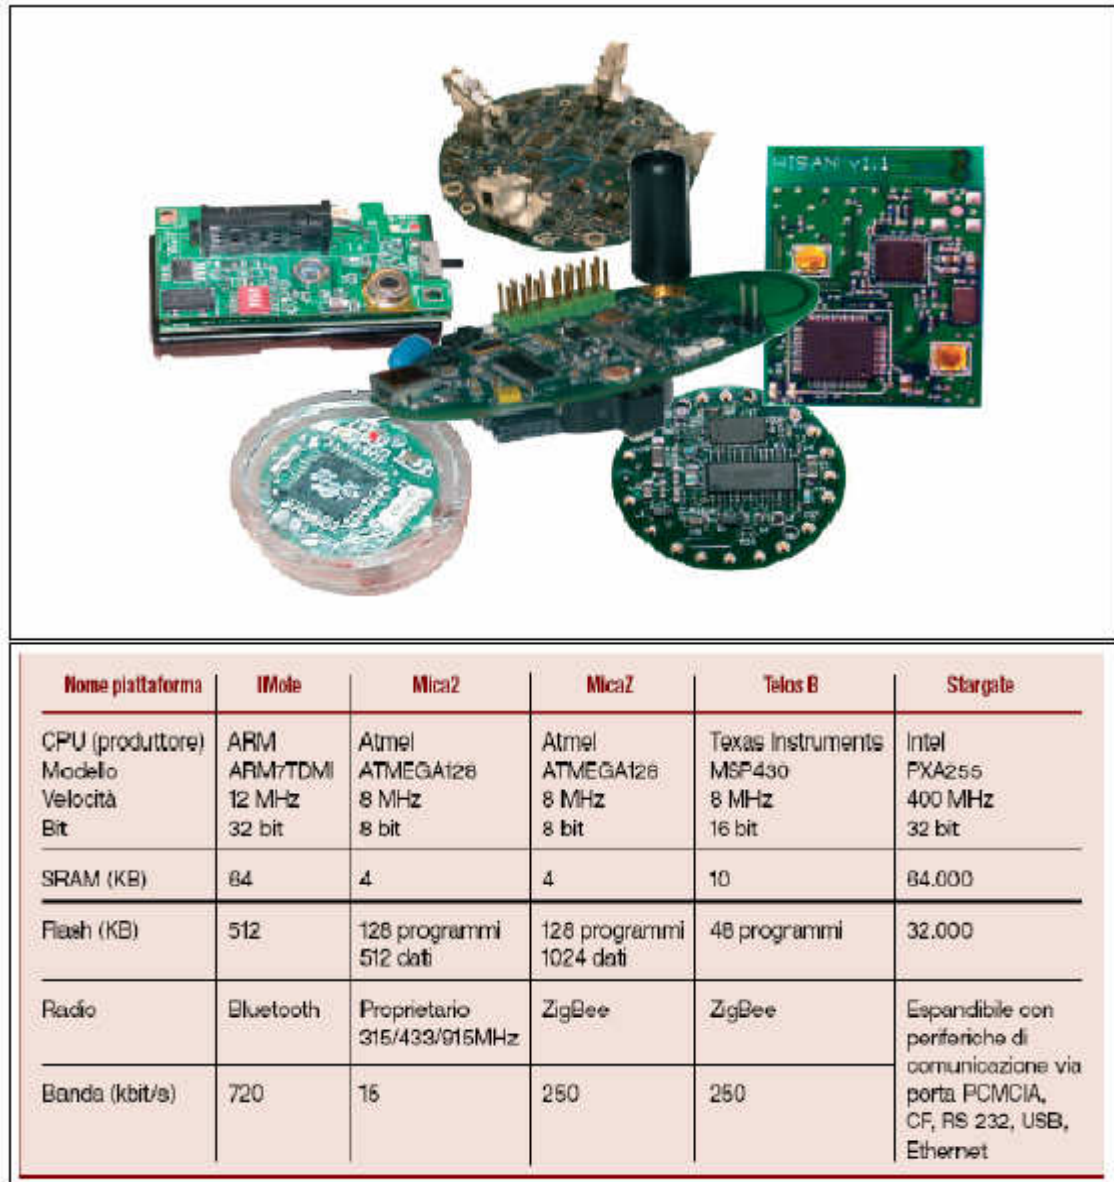 WISAN v1.1
Nome piattaforma IMote Mica2 MicaZ Telos B Stargate
CPU (produttore) ARM Atmel Atmel Texas Instruments Intel
Modello ARM7TDMI ATMEGA128 ATMEGA128 MSP430 PXA255
Velocità 12 MHz 8 MHz 8 MHz 8 MHz 400 MHz
Bit 32 bit 8 bit 8 bit 16 bit 32 bit
SRAM (KB) 64 4 4 10 64.000
Flash (KB) 512 128 programmi 128 programmi 48 programmi 32.000
512 dati 1024 dati
Radio Bluetooth Proprietario ZigBee ZigBee Espandibile con
315/433/915MHz periferiche di
comunicazione via
Banda (kbit/s) 720 15 250 250 porta PCMCIA,
CF, RS 232, USB,
Ethernet